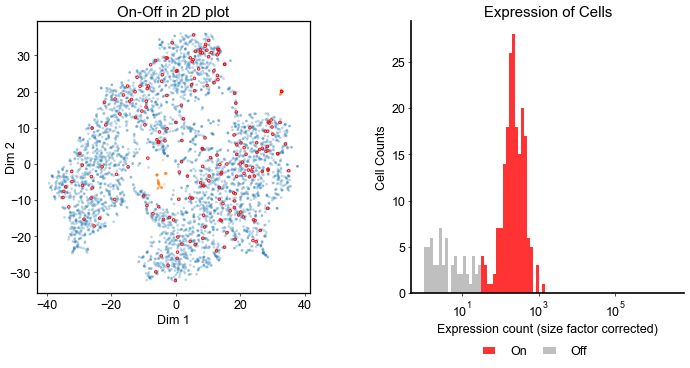 On-Off in 2D plot
Expression of Cells
Dim 2
30
20
10
0
−10
−20
−30
−40
−20
0
20
40
Dim 1
Cell Counts
25
20
15
10
5
0
10^1
10^3
10^5
Expression count (size factor corrected)
On
Off